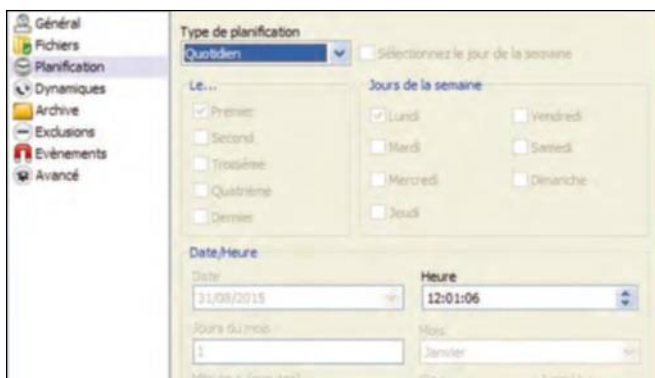 Général
Fichiers
Planification
Dynamiques
Archive
Exclusions
Evènements
Avancé
Type de planification
Quotidien
Sélectionnez le jour de la semaine
Le...
Premier
Second
Troisième
Quatrième
Dernier
Jours de la semaine
Lundi
Vendredi
Mardi
Samedi
Mercredi
Dimanche
Jeudi
Date/Heure
Date
Heure
31/08/2015
12:01:06
Jours du mois
Mois
1
Janvier